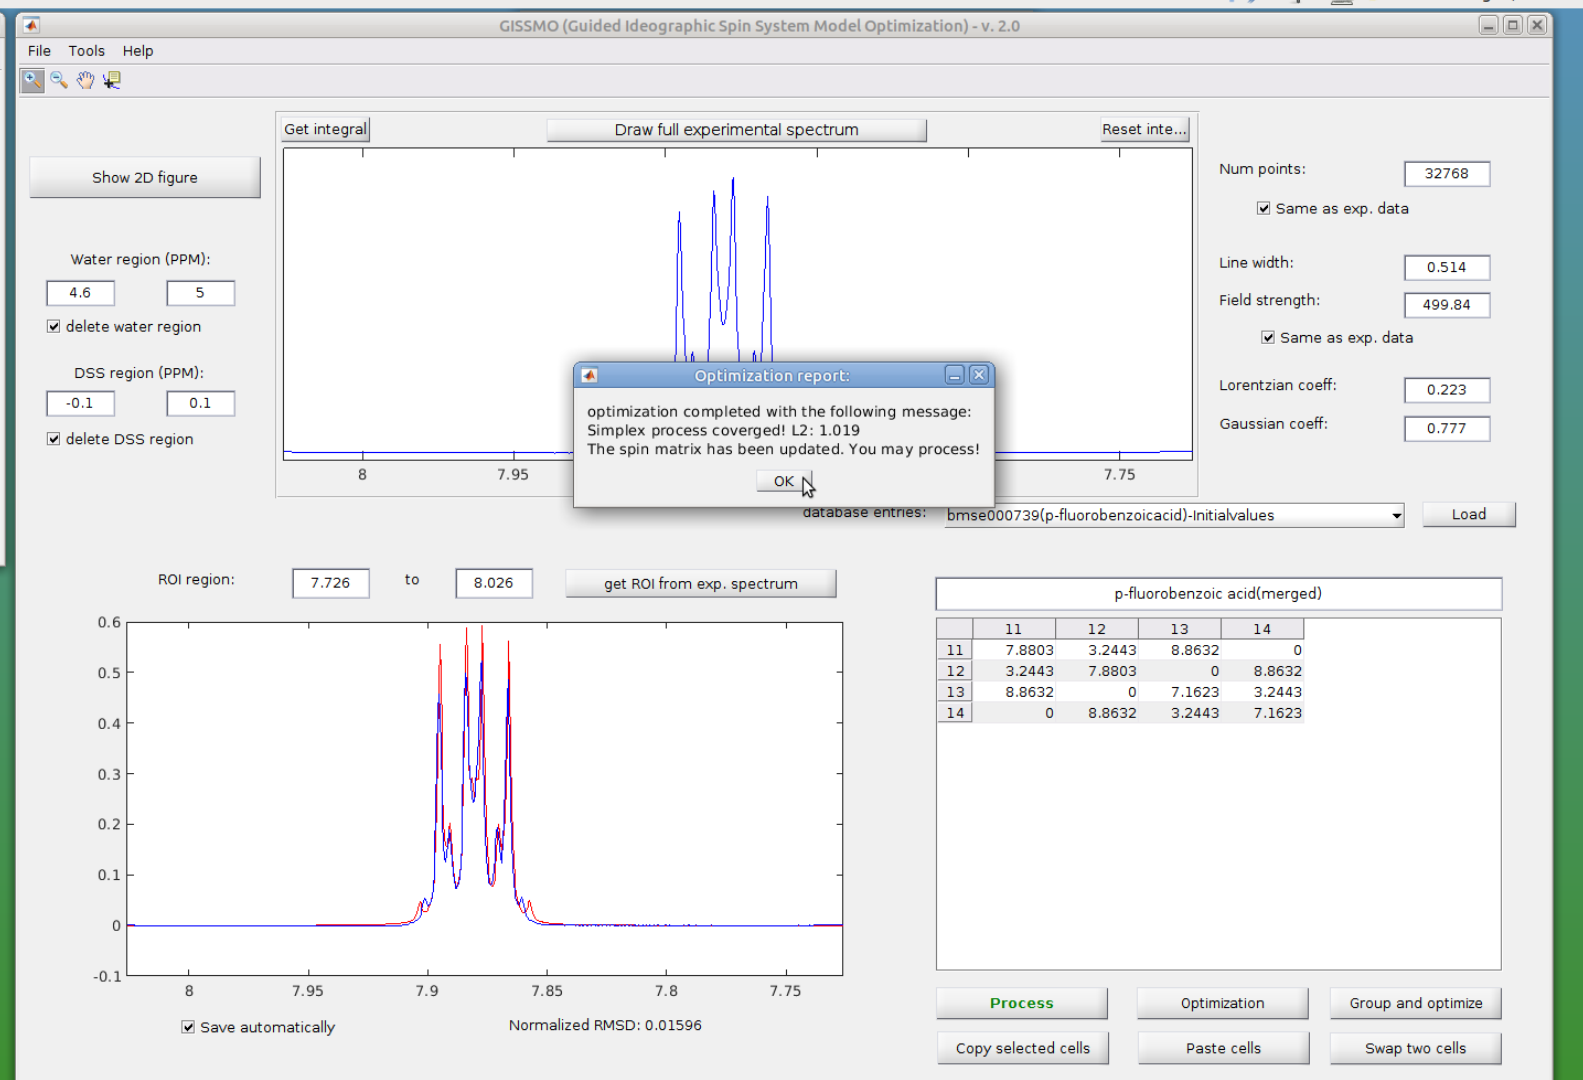 GISSMO (Guided Ideographic Spin System Model Optimization) - v. 2.0
File Tools Help
Get integral
Draw full experimental spectrum
Reset inte...
Show 2D figure
Water region (PPM):
4.6 5
delete water region
DSS region (PPM):
-0.1 0.1
delete DSS region
8 7.95 7.75
Num points: 32768
Same as exp. data
Line width: 0.514
Field strength: 499.84
Same as exp. data
Lorentzian coeff: 0.223
Gaussian coeff: 0.777
Optimization report:
optimization completed with the following message:
Simplex process coverged! L2: 1.019
The spin matrix has been updated. You may process!
OK
database entries: bmse000739(p-fluorobenzoicacid)-Initialvalues Load
ROI region: 7.726 to 8.026 get ROI from exp. spectrum
0.6
0.5
0.4
0.3
0.2
0.1
0
-0.1
8 7.95 7.9 7.85 7.8 7.75
Save automatically
Normalized RMSD: 0.01596
p-fluorobenzoic acid(merged)
11 12 13 14
11 7.8803 3.2443 8.8632 0
12 3.2443 7.8803 0 8.8632
13 8.8632 0 7.1623 3.2443
14 0 8.8632 3.2443 7.1623
Process Optimization Group and optimize
Copy selected cells Paste cells Swap two cells